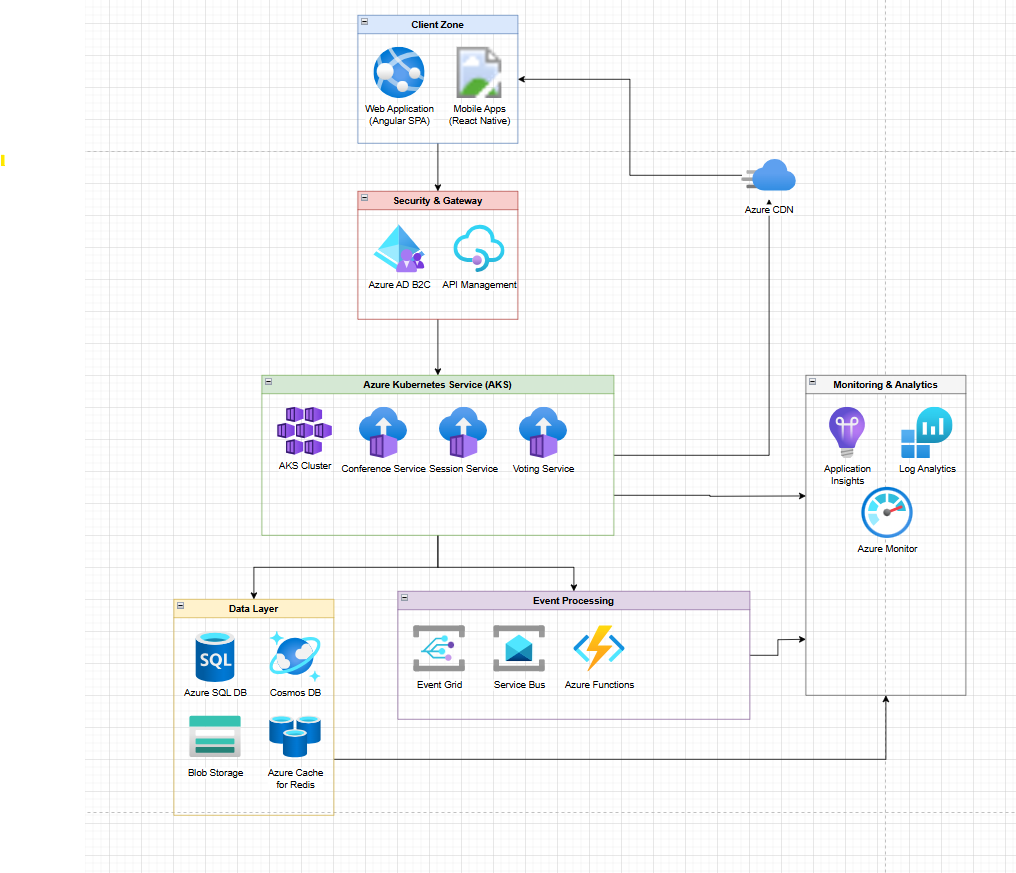 Client Zone
Web Application
(Angular SPA)
Mobile Apps
(React Native)
Azure CDN
Security & Gateway
Azure AD B2C
API Management
Azure Kubernetes Service (AKS)
AKS Cluster
Conference Service
Session Service
Voting Service
Monitoring & Analytics
Application
Insights
Log Analytics
Azure Monitor
Data Layer
SQL
Azure SQL DB
Cosmos DB
Blob Storage
Azure Cache
for Redis
Event Processing
Event Grid
Service Bus
Azure Functions